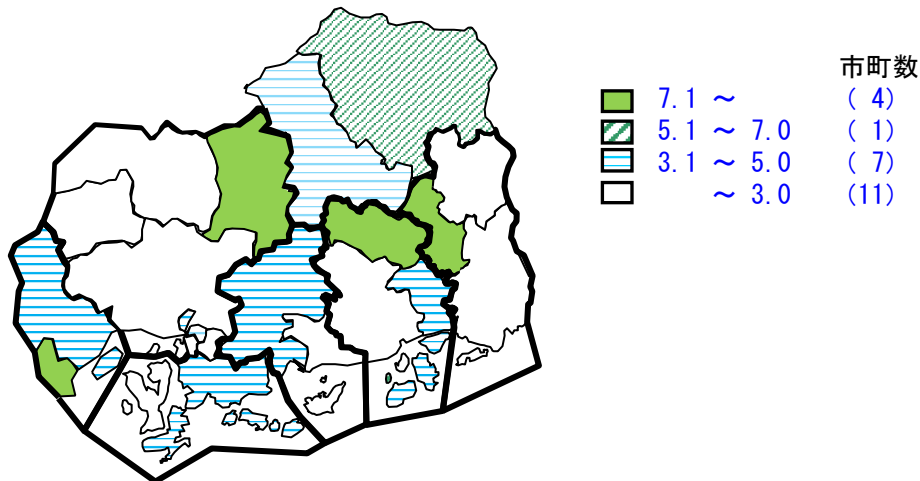 市町数
7.1 ～ ( 4)
5.1 ～ 7.0 ( 1)
3.1 ～ 5.0 ( 7)
～ 3.0 (11)